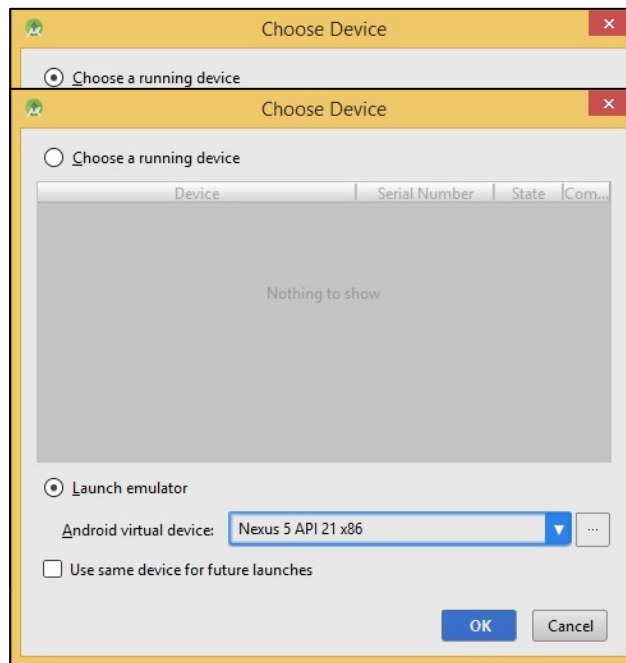 Choose Device
Choose a running device
Choose Device
Choose a running device
Device Serial Number State Com...
Nothing to show
Launch emulator
Android virtual device: Nexus 5 API 21 x86 ...
Use same device for future launches
OK Cancel